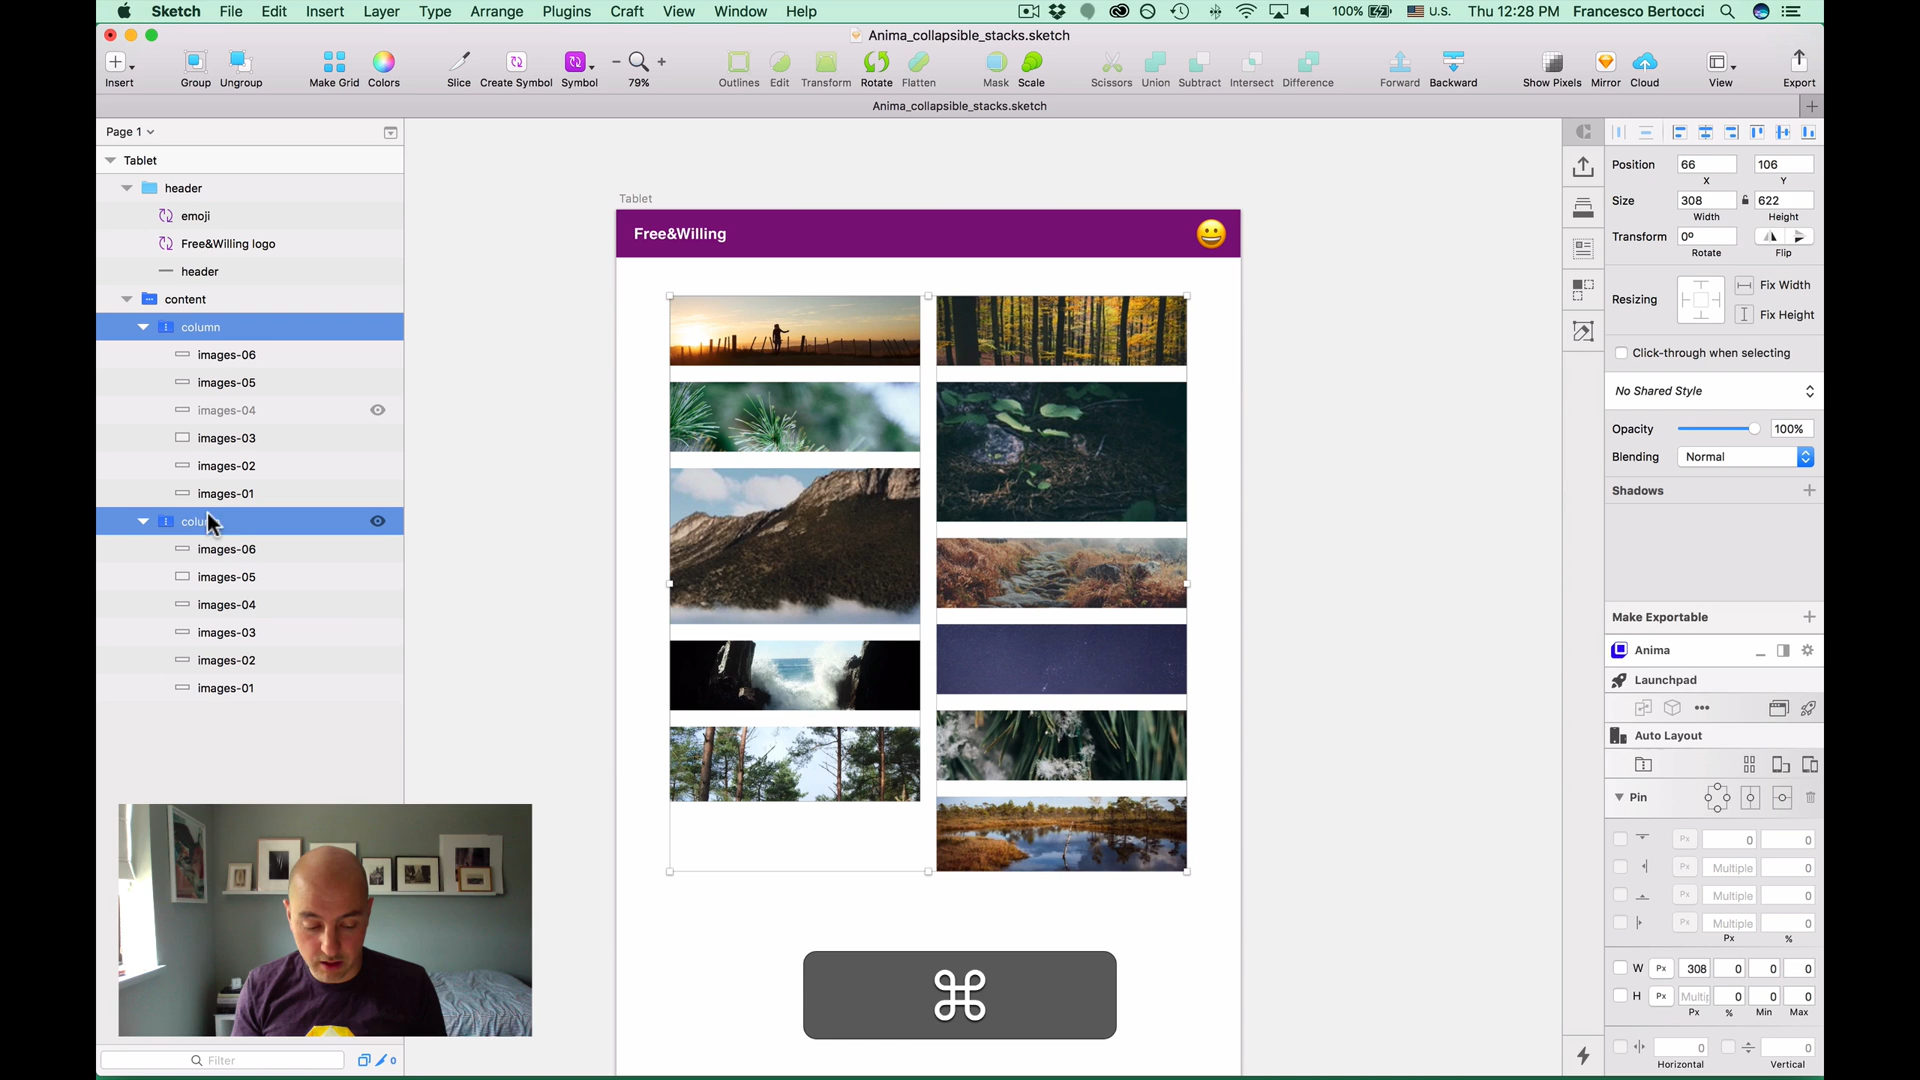 Sketch File Edit Insert Layer Type Arrange Plugins Craft View Window Help 100% U.S. Thu 12:28 PM Francesco Bertocci
Anima_collapsible_stacks.sketch
Insert Group Ungroup Make Grid Colors Slice Create Symbol Symbol 79% Outlines Edit Transform Rotate Flatten Mask Scale Scissors Union Subtract Intersect Difference Forward Backward Show Pixels Mirror Cloud View Export
Anima_collapsible_stacks.sketch
Page 1
Tablet
header
emoji
Free&Willing logo
header
content
column
images-06
images-05
images-04
images-03
images-02
images-01
images-06
images-05
images-04
images-03
images-02
images-01
Filter
0
Tablet
Free&Willing
⌘
Position 66 106
X Y
Size 308 622
Width Height
Transform 0º
Rotate Flip
Resizing Fix Width
Fix Height
Click-through when selecting
No Shared Style
Opacity 100%
Blending Normal
Shadows
Make Exportable
Anima
Launchpad
Auto Layout
Pin
Px 0 0
Px Multiple 0
Px Multiple 0
Px Multiple 0
Px %
W Px 308 0 0 0
H Px 0 0 0
Px % Min Max
0 0
Horizontal Vertical